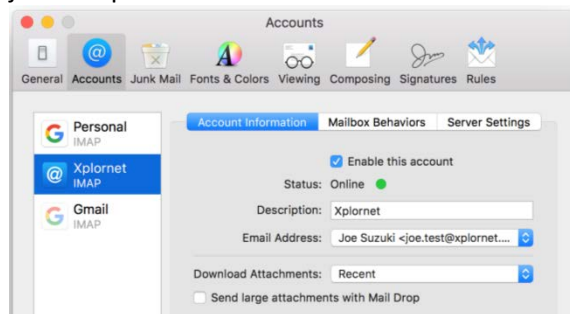 Accounts
General Accounts Junk Mail Fonts & Colors Viewing Composing Signatures Rules
Personal
IMAP
Xplornet
IMAP
Gmail
IMAP
Account Information Mailbox Behaviors Server Settings
Enable this account
Status: Online
Description: Xplornet
Email Address: Joe Suzuki <joe.test@xplornet....
Download Attachments: Recent
Send large attachments with Mail Drop